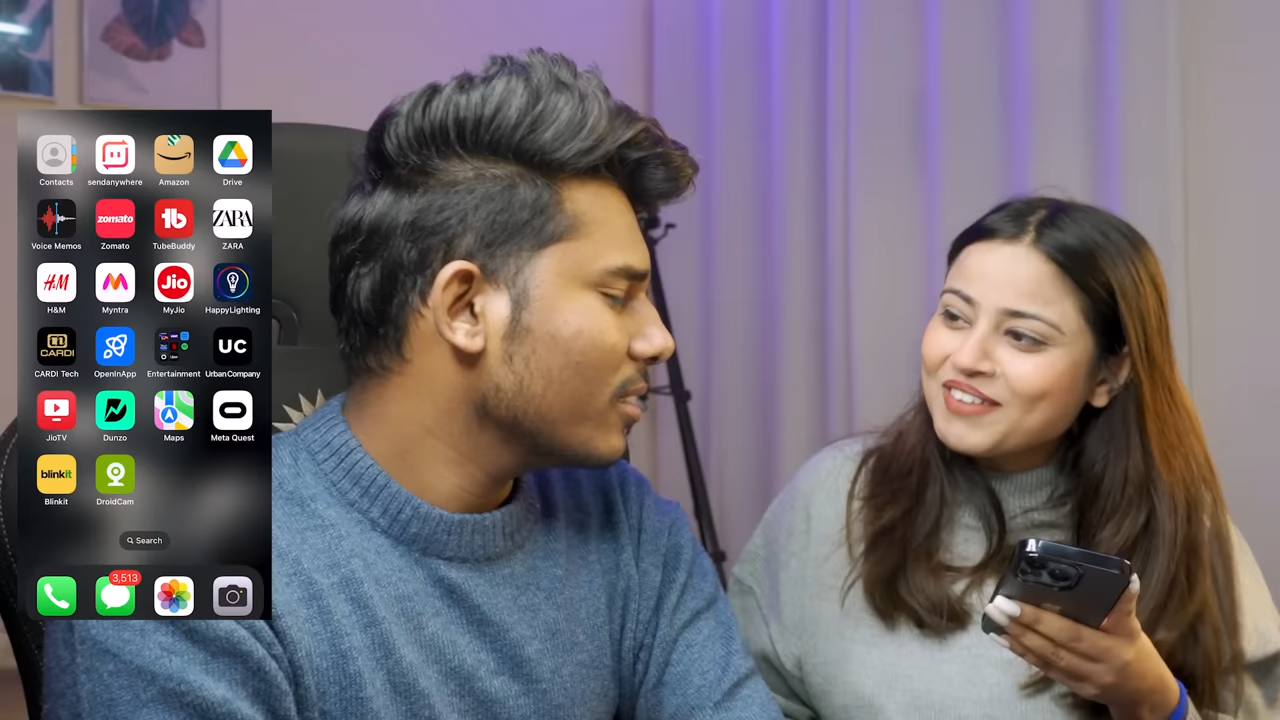 Contacts sendanywhere Amazon Drive
zomato tb ZARA
Voice Memos Zomato TubeBuddy ZARA
H&M Jio
H&M Myntra MyJio HappyLighting
CARDI UC
CARDI Tech OpenInApp Entertainment UrbanCompany
JioTV Dunzo Maps Meta Quest
blinkit
Blinkit DroidCam
Search
3,513